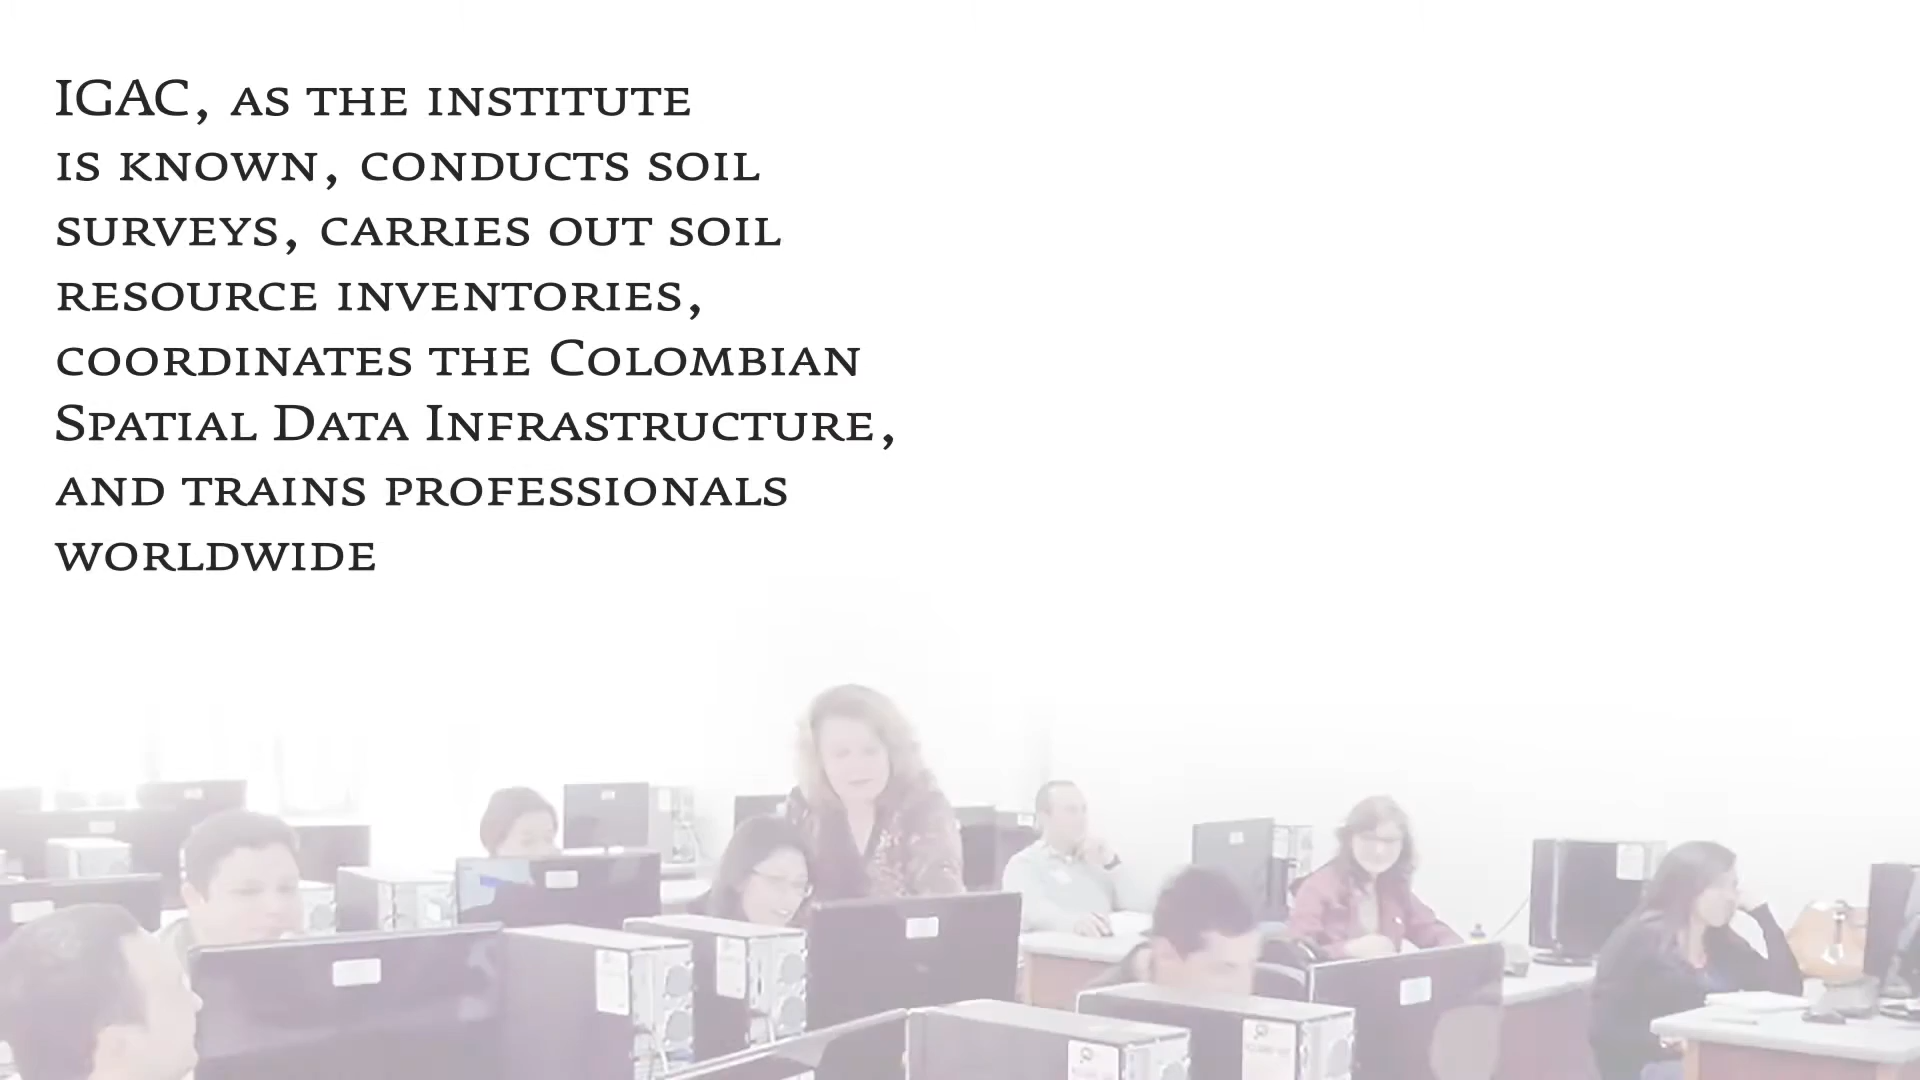 IGAC, as the institute
is known, conducts soil
surveys, carries out soil
resource inventories,
coordinates the Colombian
Spatial Data Infrastructure,
and trains professionals
worldwide